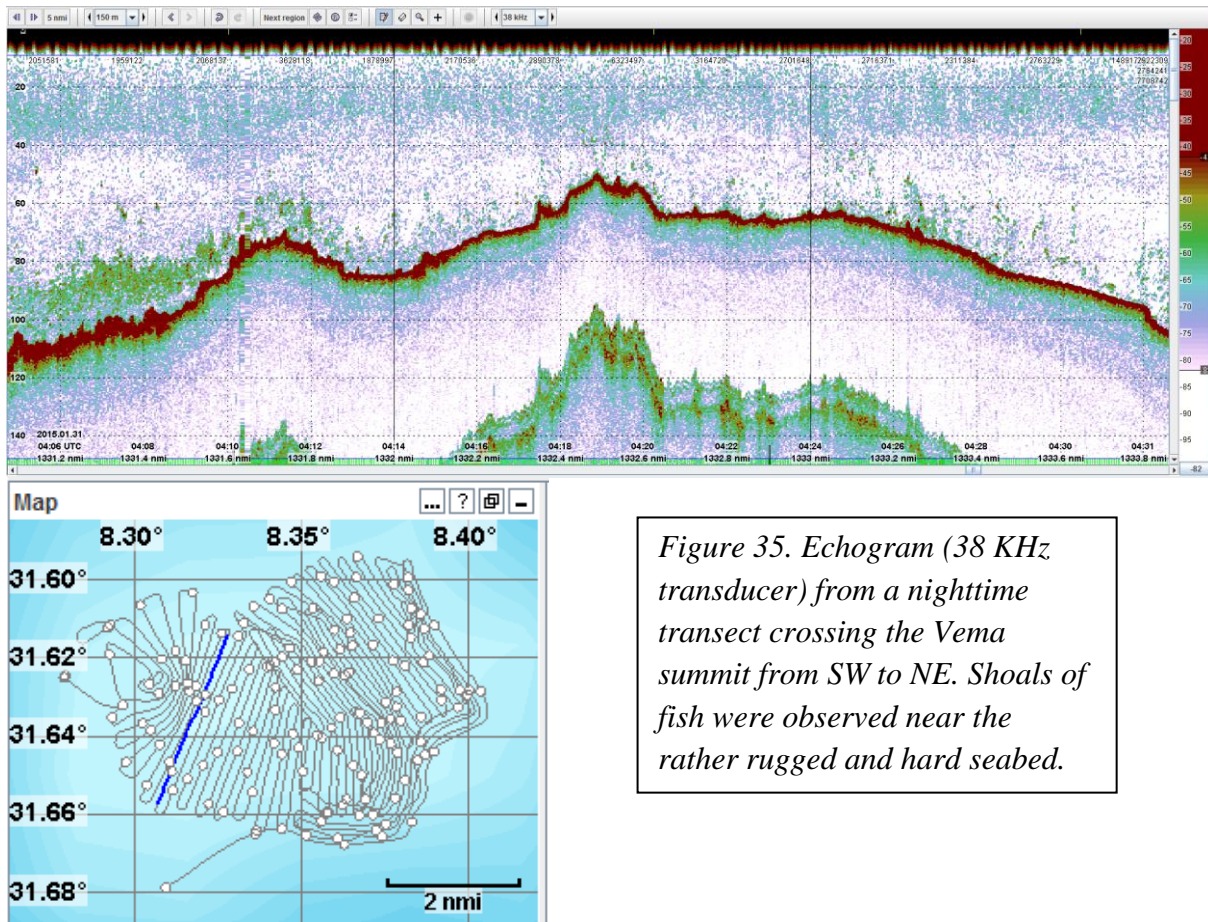 5 nmi 150 m Next region 38 kHz
2051581 1959122 2068137 3628118 1878997 2170536 2890378 6323497 3164720 2701648 2716371 2311384 2763229
2764241
2708742
-20
-25
-30
-35
-40
-45
-50
-55
-60
-65
-70
-75
-80
-85
-90
-95
-82
20
40
60
80
100
120
140
2015.01.31
04:06 UTC 04:08 04:10 04:12 04:14 04:16 04:18 04:20 04:22 04:24 04:26 04:28 04:30 04:31
1331.2 nmi 1331.4 nmi 1331.6 nmi 1331.8 nmi 1332 nmi 1332.2 nmi 1332.4 nmi 1332.6 nmi 1332.8 nmi 1333 nmi 1333.2 nmi 1333.4 nmi 1333.6 nmi 1333.8 nmi
Map ... ?
8.30° 8.35° 8.40°
31.60°
31.62°
31.64°
31.66°
31.68°
2 nmi
Figure 35. Echogram (38 KHz
transducer) from a nighttime
transect crossing the Vema
summit from SW to NE. Shoals of
fish were observed near the
rather rugged and hard seabed.